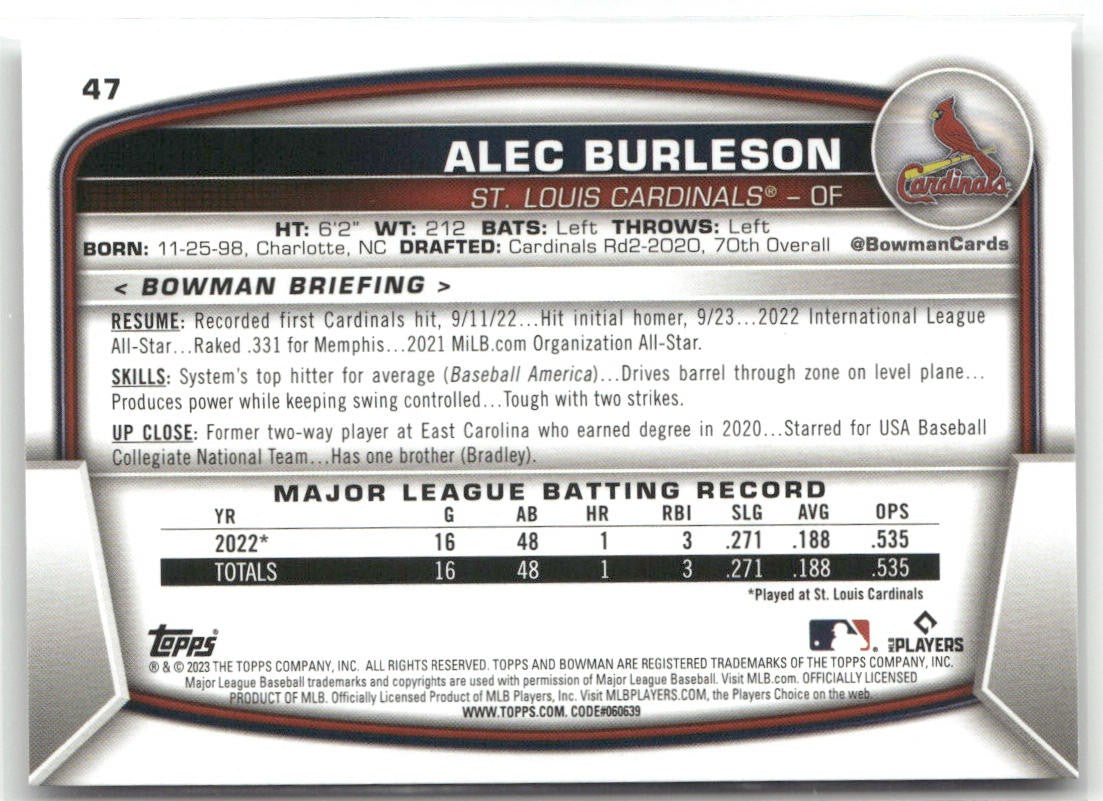 47
ALEC BURLESON
Cardinals
ST. LOUIS CARDINALS® – OF
HT: 6'2" WT: 212 BATS: Left THROWS: Left
BORN: 11-25-98, Charlotte, NC DRAFTED: Cardinals Rd2-2020, 70th Overall @BowmanCards
< BOWMAN BRIEFING >
RESUME: Recorded first Cardinals hit, 9/11/22...Hit initial homer, 9/23...2022 International League
All-Star...Raked .331 for Memphis...2021 MiLB.com Organization All-Star.
SKILLS: System's top hitter for average (Baseball America)...Drives barrel through zone on level plane...
Produces power while keeping swing controlled...Tough with two strikes.
UP CLOSE: Former two-way player at East Carolina who earned degree in 2020...Starred for USA Baseball
Collegiate National Team...Has one brother (Bradley).
MAJOR LEAGUE BATTING RECORD
YR G AB HR RBI SLG AVG OPS
2022* 16 48 1 3 .271 .188 .535
TOTALS 16 48 1 3 .271 .188 .535
*Played at St. Louis Cardinals
Topps® MLB PLAYERS
® & © 2023 THE TOPPS COMPANY, INC. ALL RIGHTS RESERVED. TOPPS AND BOWMAN ARE REGISTERED TRADEMARKS OF THE TOPPS COMPANY, INC.
Major League Baseball trademarks and copyrights are used with permission of Major League Baseball. Visit MLB.com. OFFICIALLY LICENSED
PRODUCT OF MLB. Officially Licensed Product of MLB Players, Inc. Visit MLBPLAYERS.COM, the Players Choice on the web.
WWW.TOPPS.COM. CODE#060639